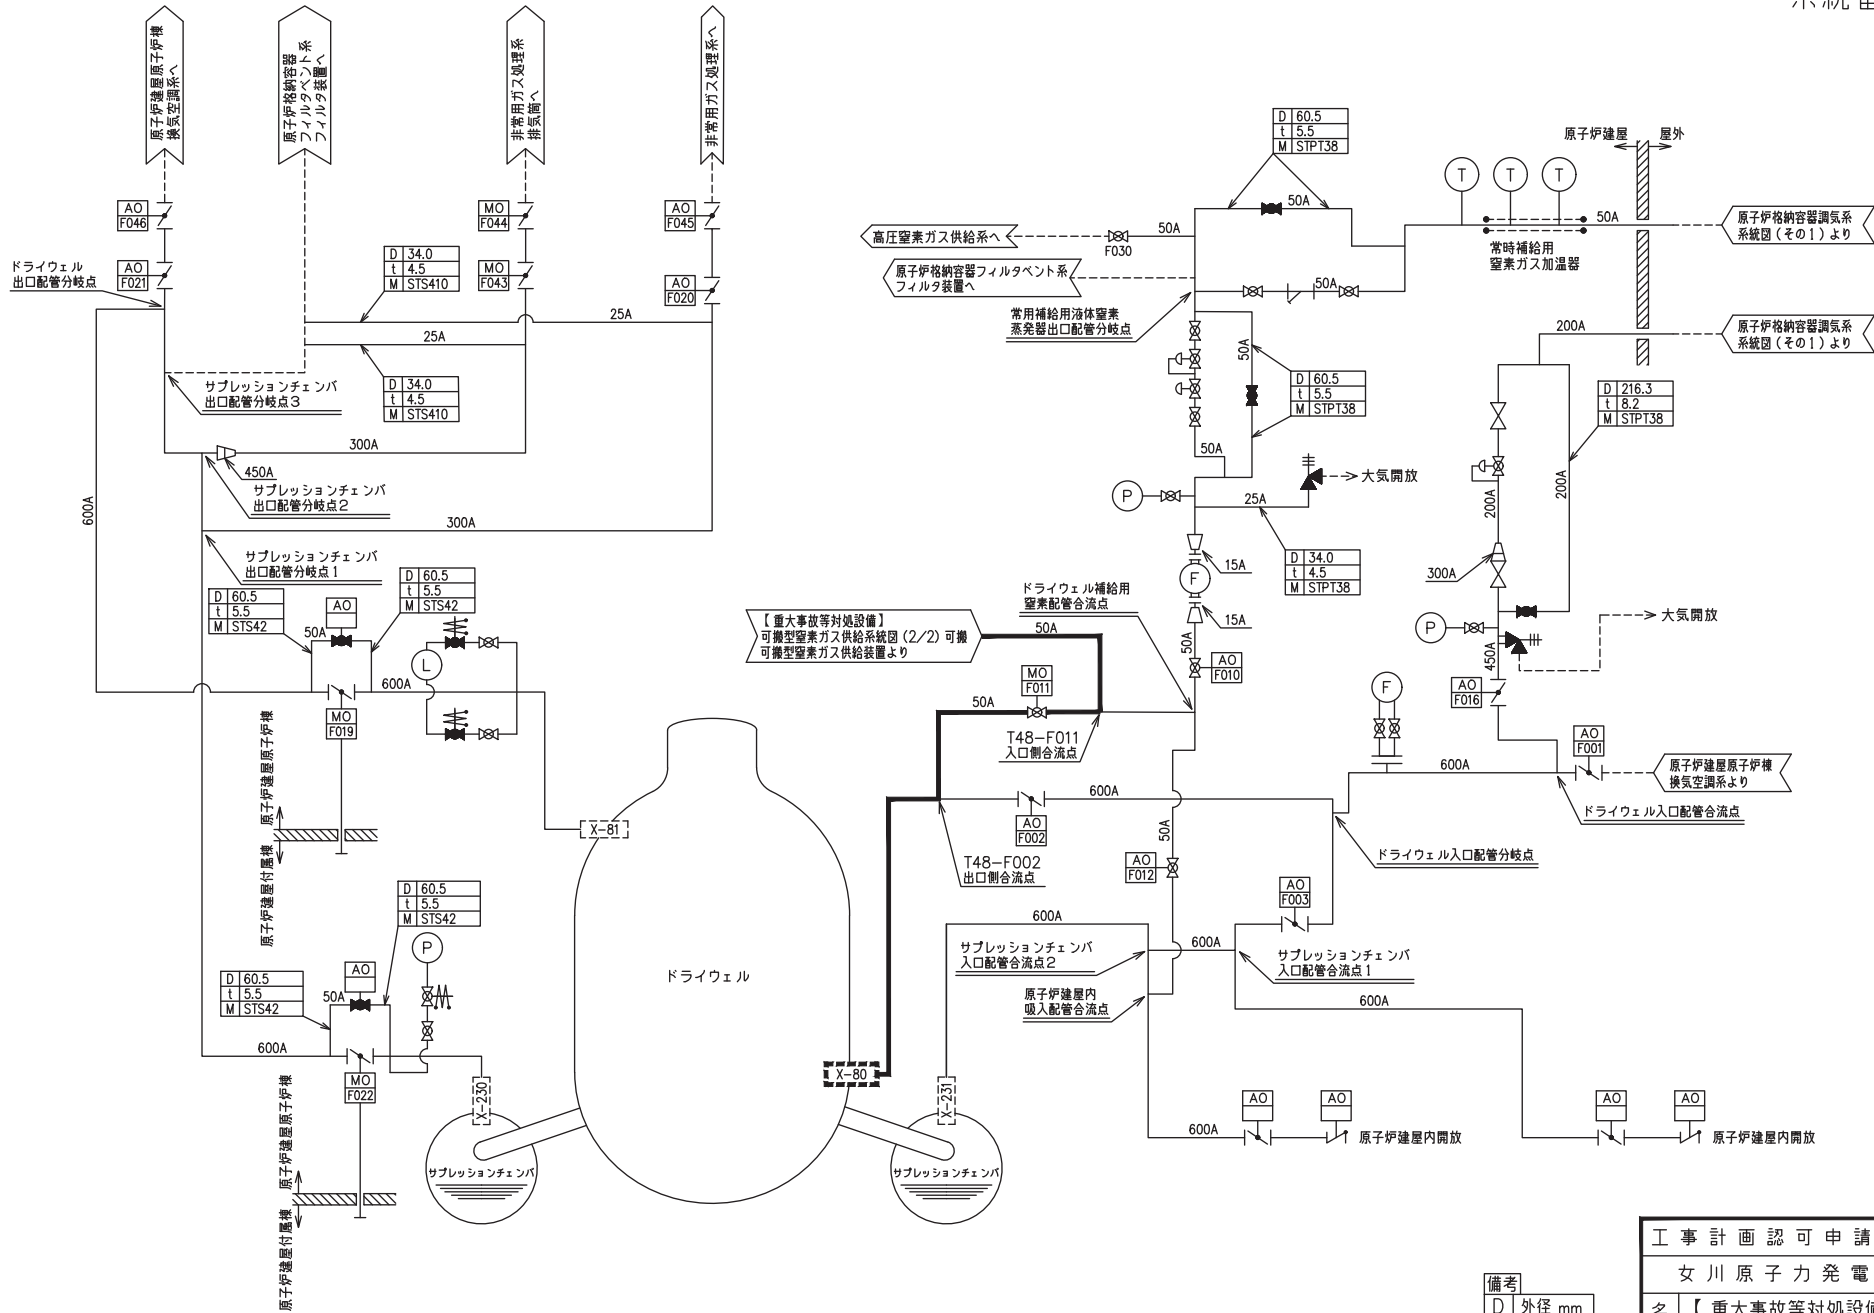 原子炉建屋原子炉棟
換気空調系へ
原子炉格納容器
フィルタベント系
フィルタ装置へ
非常用ガス処理系
排気筒へ
非常用ガス処理系へ
AO
F046
MO
F044
AO
F045
AO
F021
MO
F043
AO
F020
ドライウェル
出口配管分岐点
D 34.0
t 4.5
M STS410
25A
25A
D 34.0
t 4.5
M STS410
サプレッションチェンバ
出口配管分岐点3
300A
450A
サプレッションチェンバ
出口配管分岐点2
600A
300A
サプレッションチェンバ
出口配管分岐点1
D 60.5
t 5.5
M STS42
AO
50A
D 60.5
t 5.5
M STS42
L
600A
MO
F019
原子炉建屋原子炉棟
原子炉建屋付属棟
X-81
D 60.5
t 5.5
M STS42
P
D 60.5
t 5.5
M STS42
AO
50A
600A
MO
F022
原子炉建屋原子炉棟
原子炉建屋付属棟
X-230
サプレッションチェンバ
ドライウェル
X-80
X-231
サプレッションチェンバ
D 60.5
t 5.5
M STPT38
50A
高圧窒素ガス供給系へ
F030
50A
原子炉格納容器フィルタベント系
フィルタ装置へ
常用補給用液体窒素
蒸発器出口配管分岐点
50A
原子炉建屋
屋外
T
T
T
50A
常時補給用
窒素ガス加温器
原子炉格納容器調気系
系統図(その1)より
200A
原子炉格納容器調気系
系統図(その1)より
50A
D 60.5
t 5.5
M STPT38
50A
P
25A
大気開放
D 34.0
t 4.5
M STPT38
15A
F
15A
50A
AO
F010
D 216.3
t 8.2
M STPT38
200A
200A
300A
P
大気開放
450A
AO
F016
F
AO
F001
600A
原子炉建屋原子炉棟
換気空調系より
ドライウェル入口配管合流点
ドライウェル補給用
窒素配管合流点
【重大事故等対処設備】
可搬型窒素ガス供給系統図(2/2)可搬
可搬型窒素ガス供給装置より
50A
MO
F011
50A
T48-F011
入口側合流点
600A
AO
F002
T48-F002
出口側合流点
50A
AO
F012
ドライウェル入口配管分岐点
AO
F003
600A
サプレッションチェンバ
入口配管合流点2
600A
サプレッションチェンバ
入口配管合流点1
原子炉建屋内
吸入配管合流点
600A
AO
AO
600A
原子炉建屋内開放
AO
AO
原子炉建屋内開放
備考
D 外径 mm
工事計画認可申請
女川原子力発電